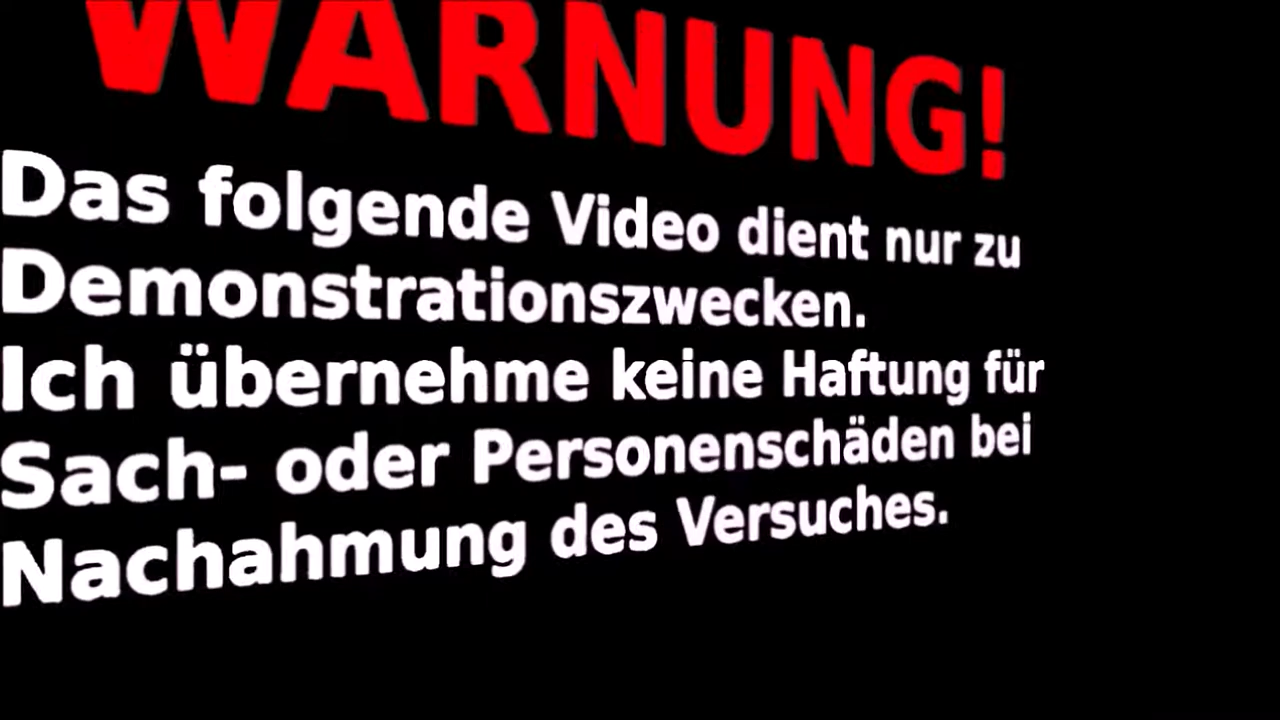 WARNUNG!
Das folgende Video dient nur zu
Demonstrationszwecken.
Ich übernehme keine Haftung für
Sach- oder Personenschäden bei
Nachahmung des Versuches.